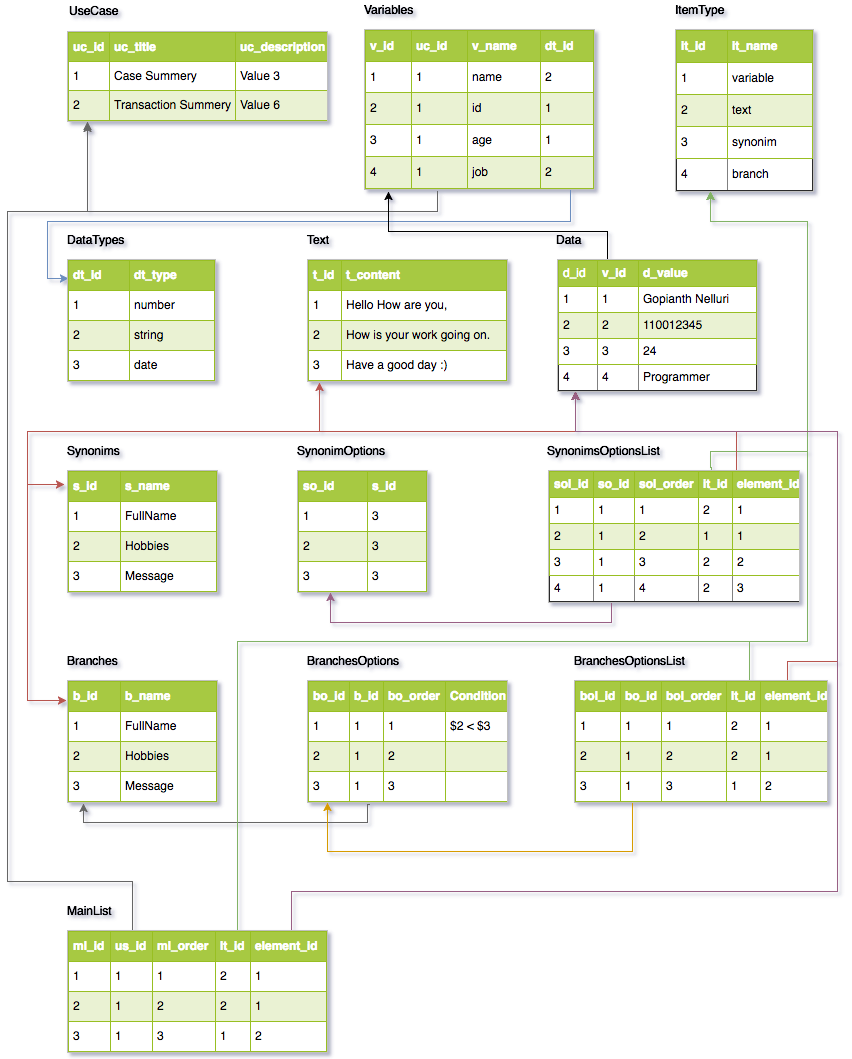 UseCase
uc_id uc_title uc_description
1 Case Summery Value 3
2 Transaction Summery Value 6
Variables
v_id uc_id v_name dt_id
1 1 name 2
2 1 id 1
3 1 age 1
4 1 job 2
ItemType
it_id it_name
1 variable
2 text
3 synonim
4 branch
DataTypes
dt_id dt_type
1 number
2 string
3 date
Text
t_id t_content
1 Hello How are you,
2 How is your work going on.
3 Have a good day :)
Data
d_id v_id d_value
1 1 Gopianth Nelluri
2 2 110012345
3 3 24
4 4 Programmer
Synonims
s_id s_name
1 FullName
2 Hobbies
3 Message
SynonimOptions
so_id s_id
1 3
2 3
3 3
SynonimsOptionsList
sol_id so_id sol_order it_id element_id
1 1 1 2 1
2 1 2 1 1
3 1 3 2 2
4 1 4 2 3
Branches
b_id b_name
1 FullName
2 Hobbies
3 Message
BranchesOptions
bo_id b_id bo_order Condition
1 1 1 $2 < $3
2 1 2
3 1 3
BranchesOptionsList
bol_id bo_id bol_order it_id element_id
1 1 1 2 1
2 1 2 2 1
3 1 3 1 2
MainList
ml_id us_id ml_order it_id element_id
1 1 1 2 1
2 1 2 2 1
3 1 3 1 2